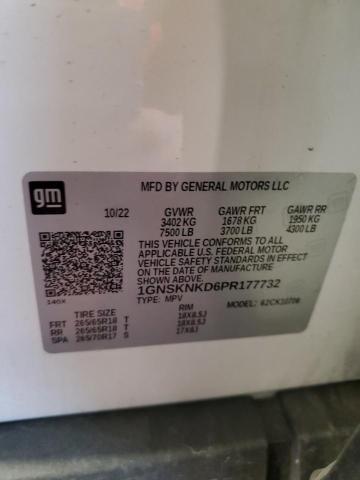 gm
MFD BY GENERAL MOTORS LLC
10/22 GVWR GAWR FRT GAWR RR
3402 KG 1678 KG 1950 KG
7500 LB 3700 LB 4300 LB
THIS VEHICLE CONFORMS TO ALL
APPLICABLE U.S. FEDERAL MOTOR
VEHICLE SAFETY STANDARDS IN
EFFECT ON THE DATE OF MANUFACTURE
SHOWN ABOVE.
1GNSKNKD6PR177732
TYPE: MPV MODEL: 62CK10706
140X
TIRE SIZE RIM
FRT 265/65R18 T 18X8.5J
RR 265/65R18 T 18X8.5J
SPA 265/70R17 S 17X8J